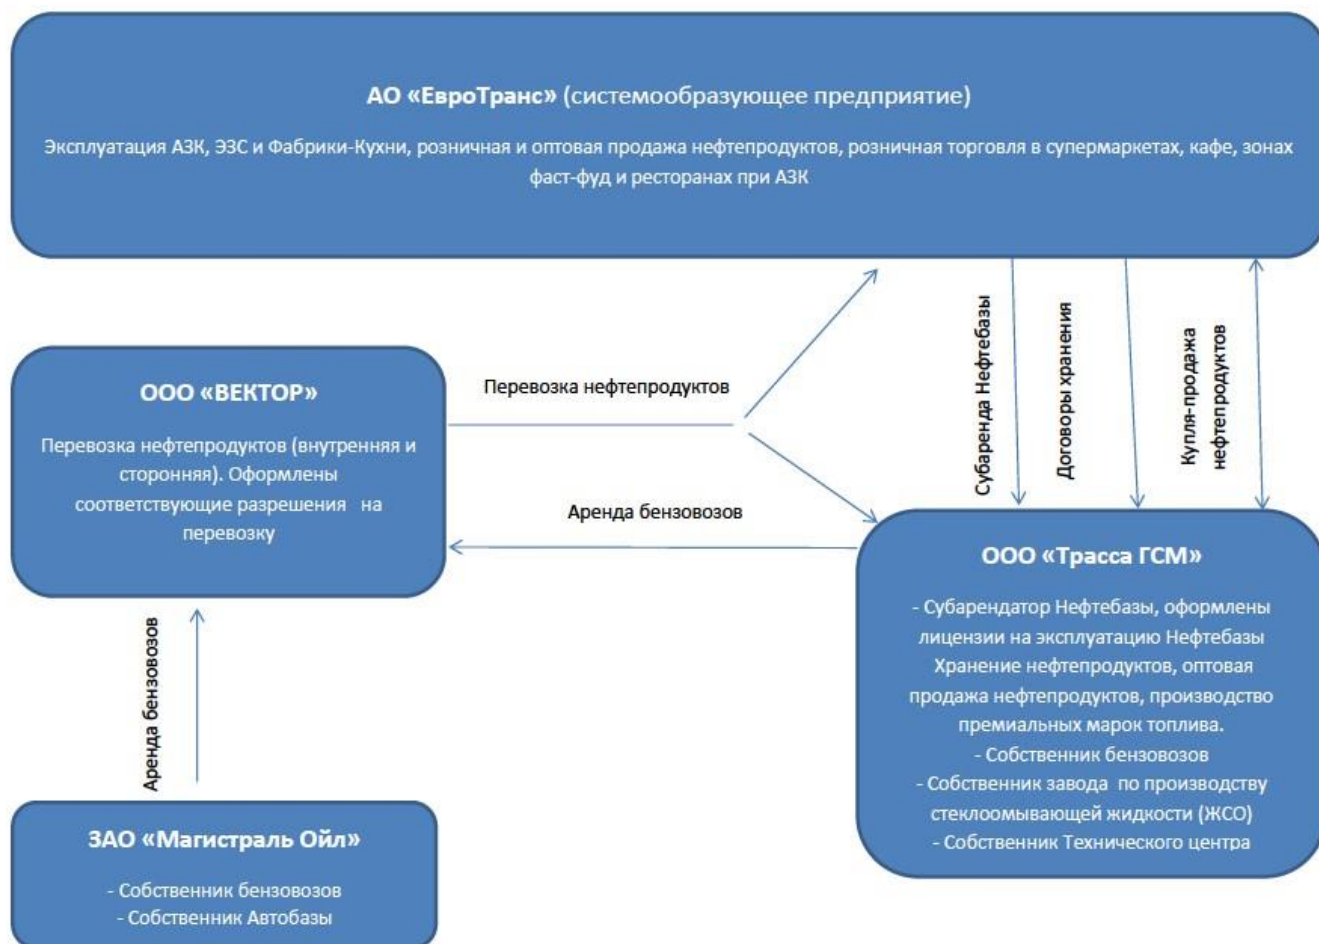 АО «ЕвроТранс» (системообразующее предприятие)
Эксплуатация АЗК, ЭЗС и Фабрики-Кухни, розничная и оптовая продажа нефтепродуктов, розничная торговля в супермаркетах, кафе, зонах
фаст-фуд и ресторанах при АЗК
Субаренда Нефтебазы
Договоры хранения
Купля-продажа
нефтепродуктов
ООО «ВЕКТОР»
Перевозка нефтепродуктов (внутренняя и
сторонняя). Оформлены
соответствующие разрешения на
перевозку
Перевозка нефтепродуктов
Аренда бензовозов
ООО «Трасса ГСМ»
- Субарендатор Нефтебазы, оформлены
лицензии на эксплуатацию Нефтебазы
Хранение нефтепродуктов, оптовая
продажа нефтепродуктов, производство
премиальных марок топлива.
- Собственник бензовозов
- Собственник завода по производству
стеклоомывающей жидкости (ЖСО)
- Собственник Технического центра
Аренда бензовозов
ЗАО «Магистраль Ойл»
- Собственник бензовозов
- Собственник Автобазы